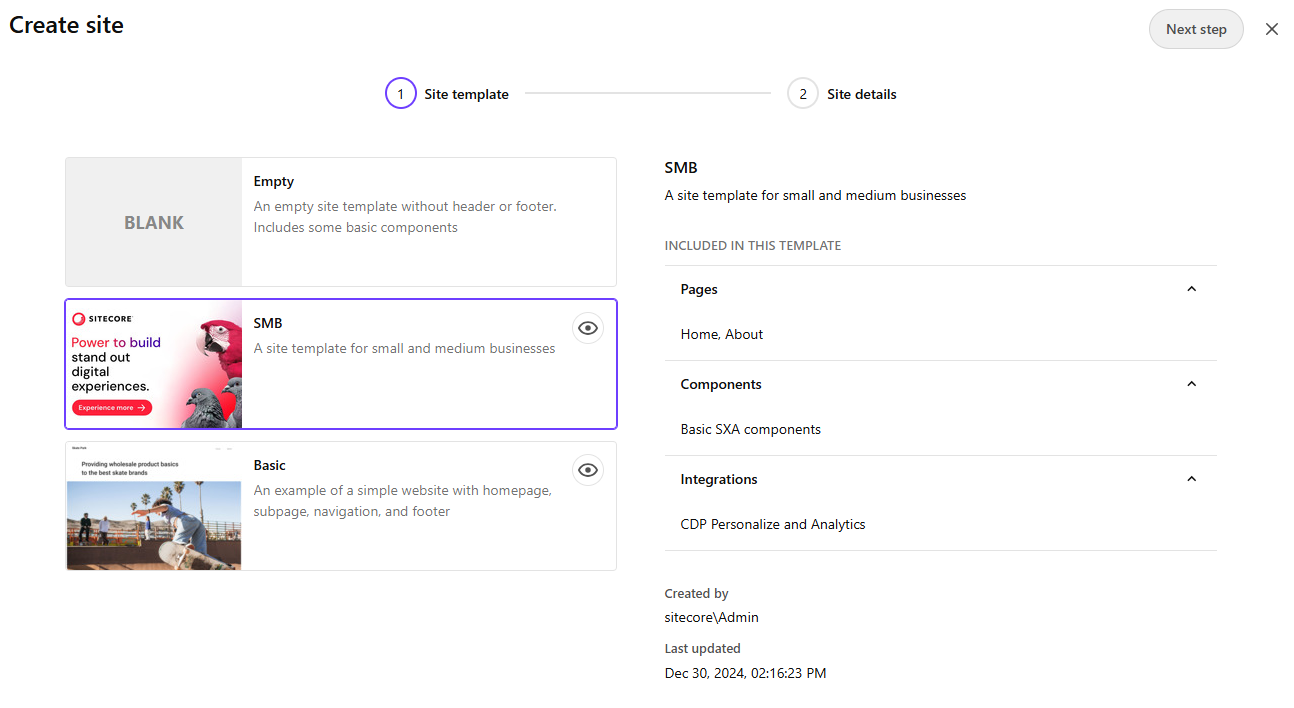 Create site
Next step
1 Site template
2 Site details
BLANK
Empty
An empty site template without header or footer.
Includes some basic components
SITECORE
Power to build
stand out
digital
experiences.
Experience more →
SMB
A site template for small and medium businesses
Providing wholesale product basics
to the best skate brands
Basic
An example of a simple website with homepage,
subpage, navigation, and footer
SMB
A site template for small and medium businesses
INCLUDED IN THIS TEMPLATE
Pages
Home, About
Components
Basic SXA components
Integrations
CDP Personalize and Analytics
Created by
sitecore\Admin
Last updated
Dec 30, 2024, 02:16:23 PM